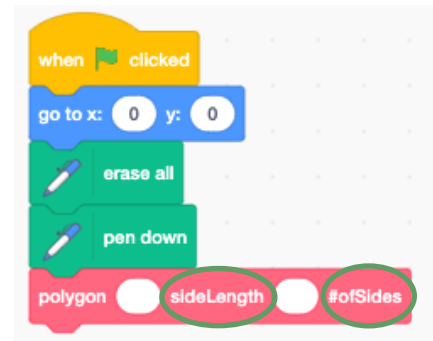 when clicked
go to x: 0 y: 0
erase all
pen down
polygon sideLength #ofSides